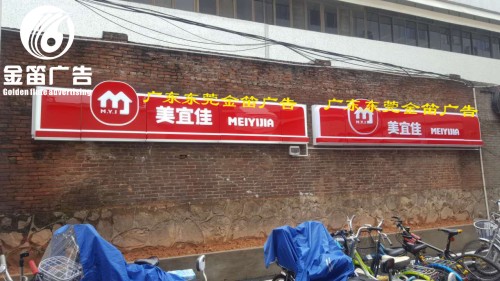 金笛广告
Golden flute advertising
广东东莞金笛广告
M.Y.J
美宜佳 MEIYIJIA
广东东莞金笛广告
美宜佳 MEIYIJIA